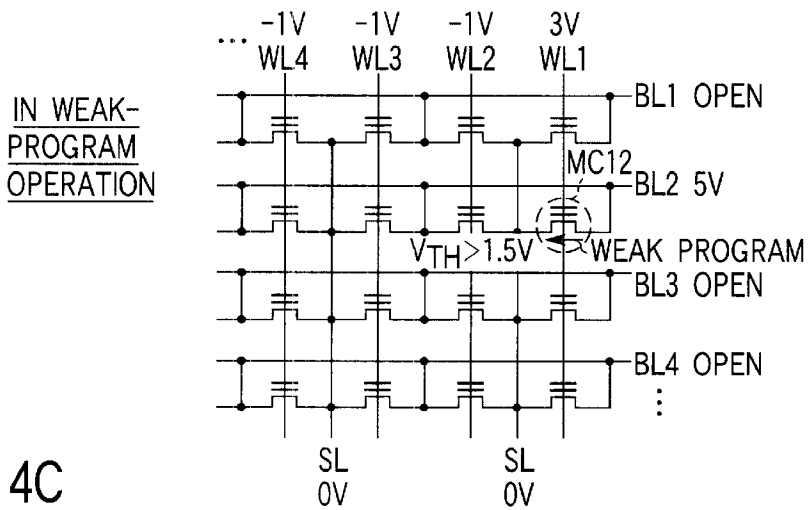 ... -1V -1V -1V 3V
WL4 WL3 WL2 WL1
IN WEAK-
PROGRAM
OPERATION
BL1 OPEN
MC12
BL2 5V
VTH>1.5V
WEAK PROGRAM
BL3 OPEN
BL4 OPEN
⋮
SL SL
0V 0V
4C